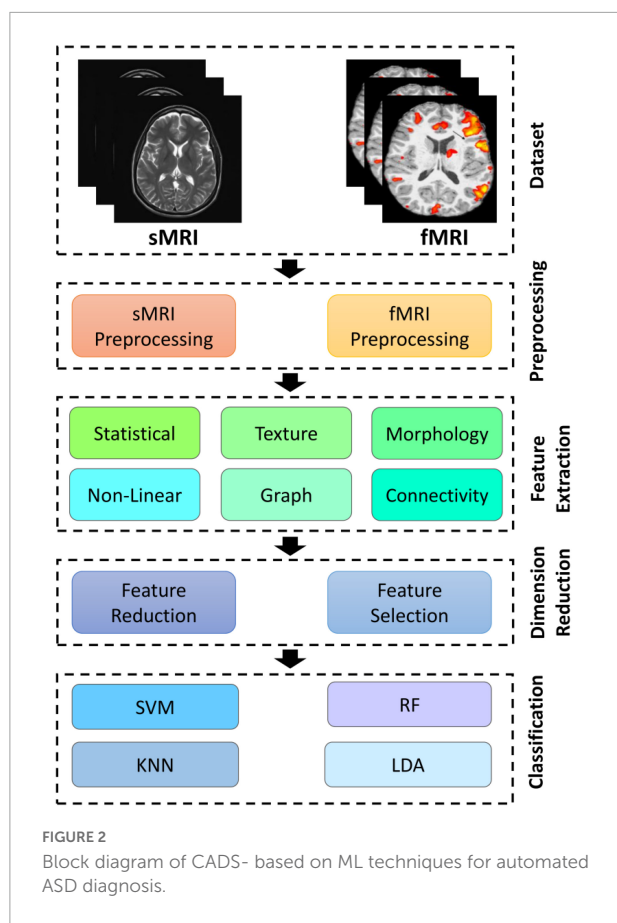 sMRI
fMRI
Dataset
sMRI
Preprocessing
fMRI
Preprocessing
Preprocessing
Statistical
Texture
Morphology
Non-Linear
Graph
Connectivity
Feature
Extraction
Feature
Reduction
Feature
Selection
Dimension
Reduction
SVM
RF
KNN
LDA
Classification
FIGURE 2
Block diagram of CADS- based on ML techniques for automated
ASD diagnosis.